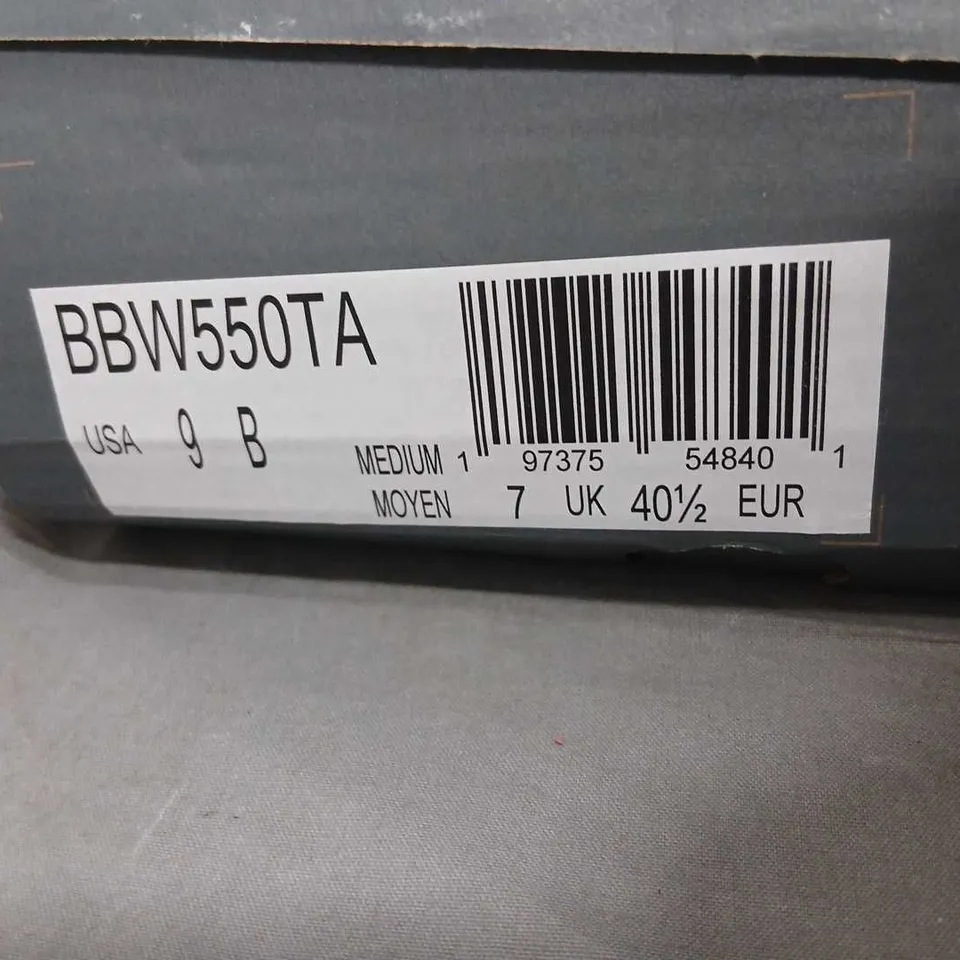 BBW550TA
USA 9 B
MEDIUM
MOYEN
1 97375 54840 1
7 UK 40½ EUR